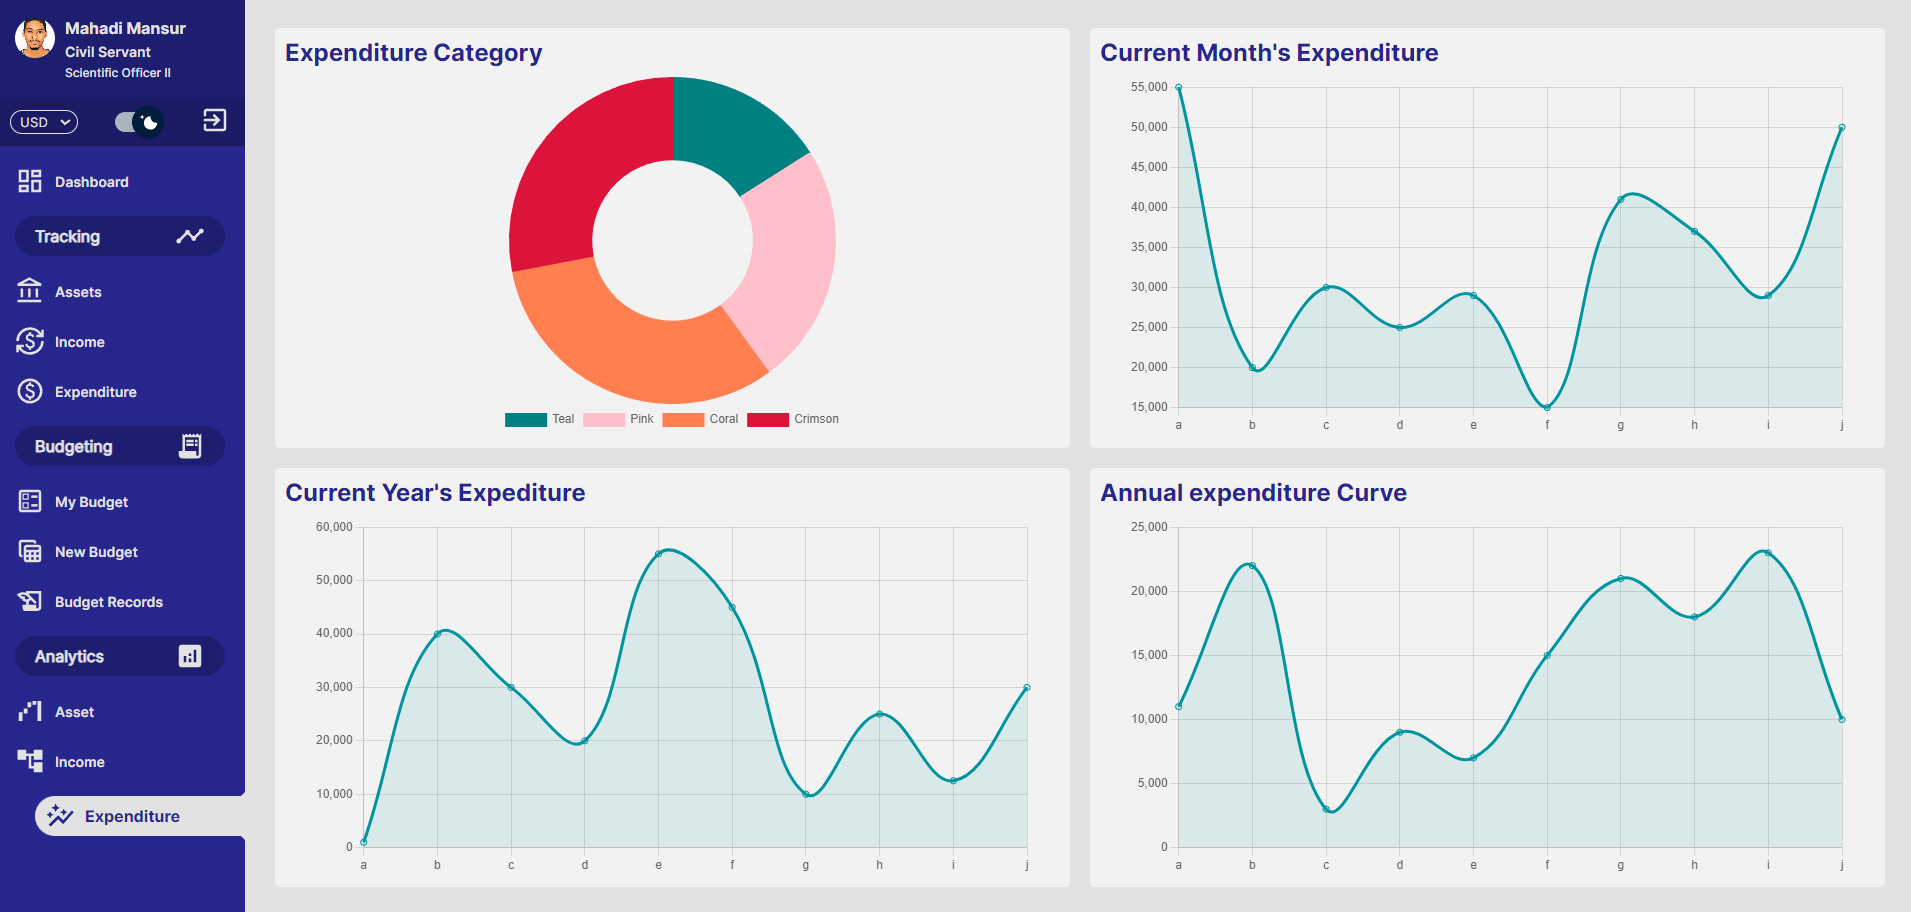 Mahadi Mansur
Civil Servant
Scientific Officer II
USD
Dashboard
Tracking
Assets
Income
Expenditure
Budgeting
My Budget
New Budget
Budget Records
Analytics
Asset
Income
Expenditure
Expenditure Category
Teal Pink Coral Crimson
Current Month's Expenditure
55,000
50,000
45,000
40,000
35,000
30,000
25,000
20,000
15,000
a b c d e f g h i j
Current Year's Expediture
60,000
50,000
40,000
30,000
20,000
10,000
0
a b c d e f g h i j
Annual expenditure Curve
25,000
20,000
15,000
10,000
5,000
0
a b c d e f g h i j